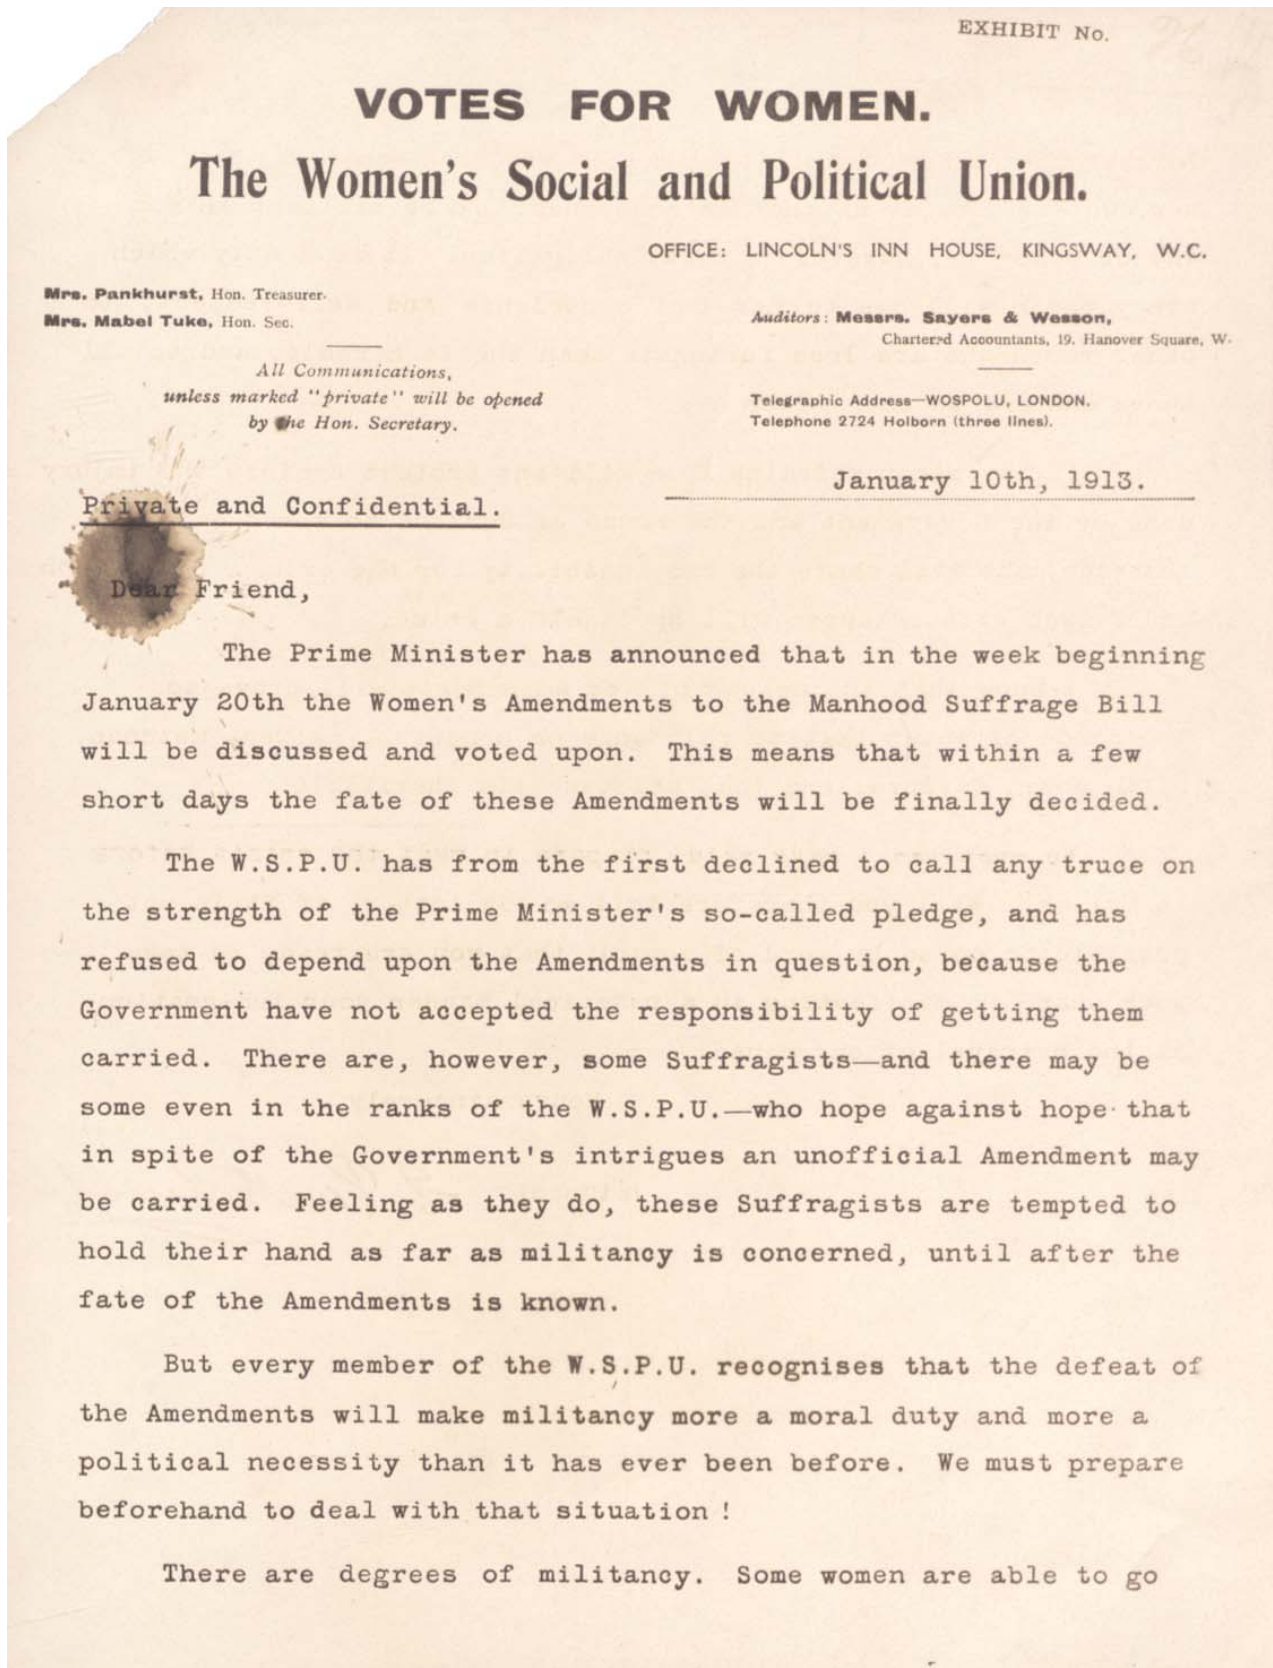 EXHIBIT No.
VOTES FOR WOMEN.
The Women's Social and Political Union.
OFFICE: LINCOLN'S INN HOUSE, KINGSWAY, W.C.
Mrs. Pankhurst, Hon. Treasurer.
Mrs. Mabel Tuke, Hon. Sec.
Auditors: Messrs. Sayers & Wesson,
Chartered Accountants, 19, Hanover Square, W.
All Communications,
unless marked "private" will be opened
by the Hon. Secretary.
Telegraphic Address—WOSPOLU, LONDON.
Telephone 2724 Holborn (three lines).
January 10th, 1913.
Private and Confidential.
Dear Friend,
The Prime Minister has announced that in the week beginning
January 20th the Women's Amendments to the Manhood Suffrage Bill
will be discussed and voted upon. This means that within a few
short days the fate of these Amendments will be finally decided.
The W.S.P.U. has from the first declined to call any truce on
the strength of the Prime Minister's so-called pledge, and has
refused to depend upon the Amendments in question, because the
Government have not accepted the responsibility of getting them
carried. There are, however, some Suffragists—and there may be
some even in the ranks of the W.S.P.U.—who hope against hope that
in spite of the Government's intrigues an unofficial Amendment may
be carried. Feeling as they do, these Suffragists are tempted to
hold their hand as far as militancy is concerned, until after the
fate of the Amendments is known.
But every member of the W.S.P.U. recognises that the defeat of
the Amendments will make militancy more a moral duty and more a
political necessity than it has ever been before. We must prepare
beforehand to deal with that situation !
There are degrees of militancy. Some women are able to go